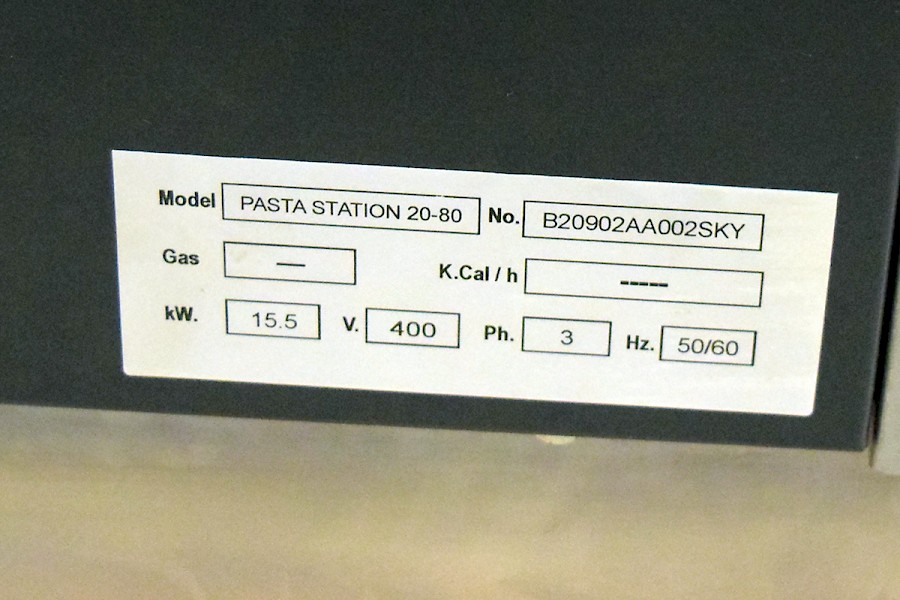 Model PASTA STATION 20-80 No. B20902AA002SKY
Gas — K.Cal / h -----
kW. 15.5 V. 400 Ph. 3 Hz. 50/60